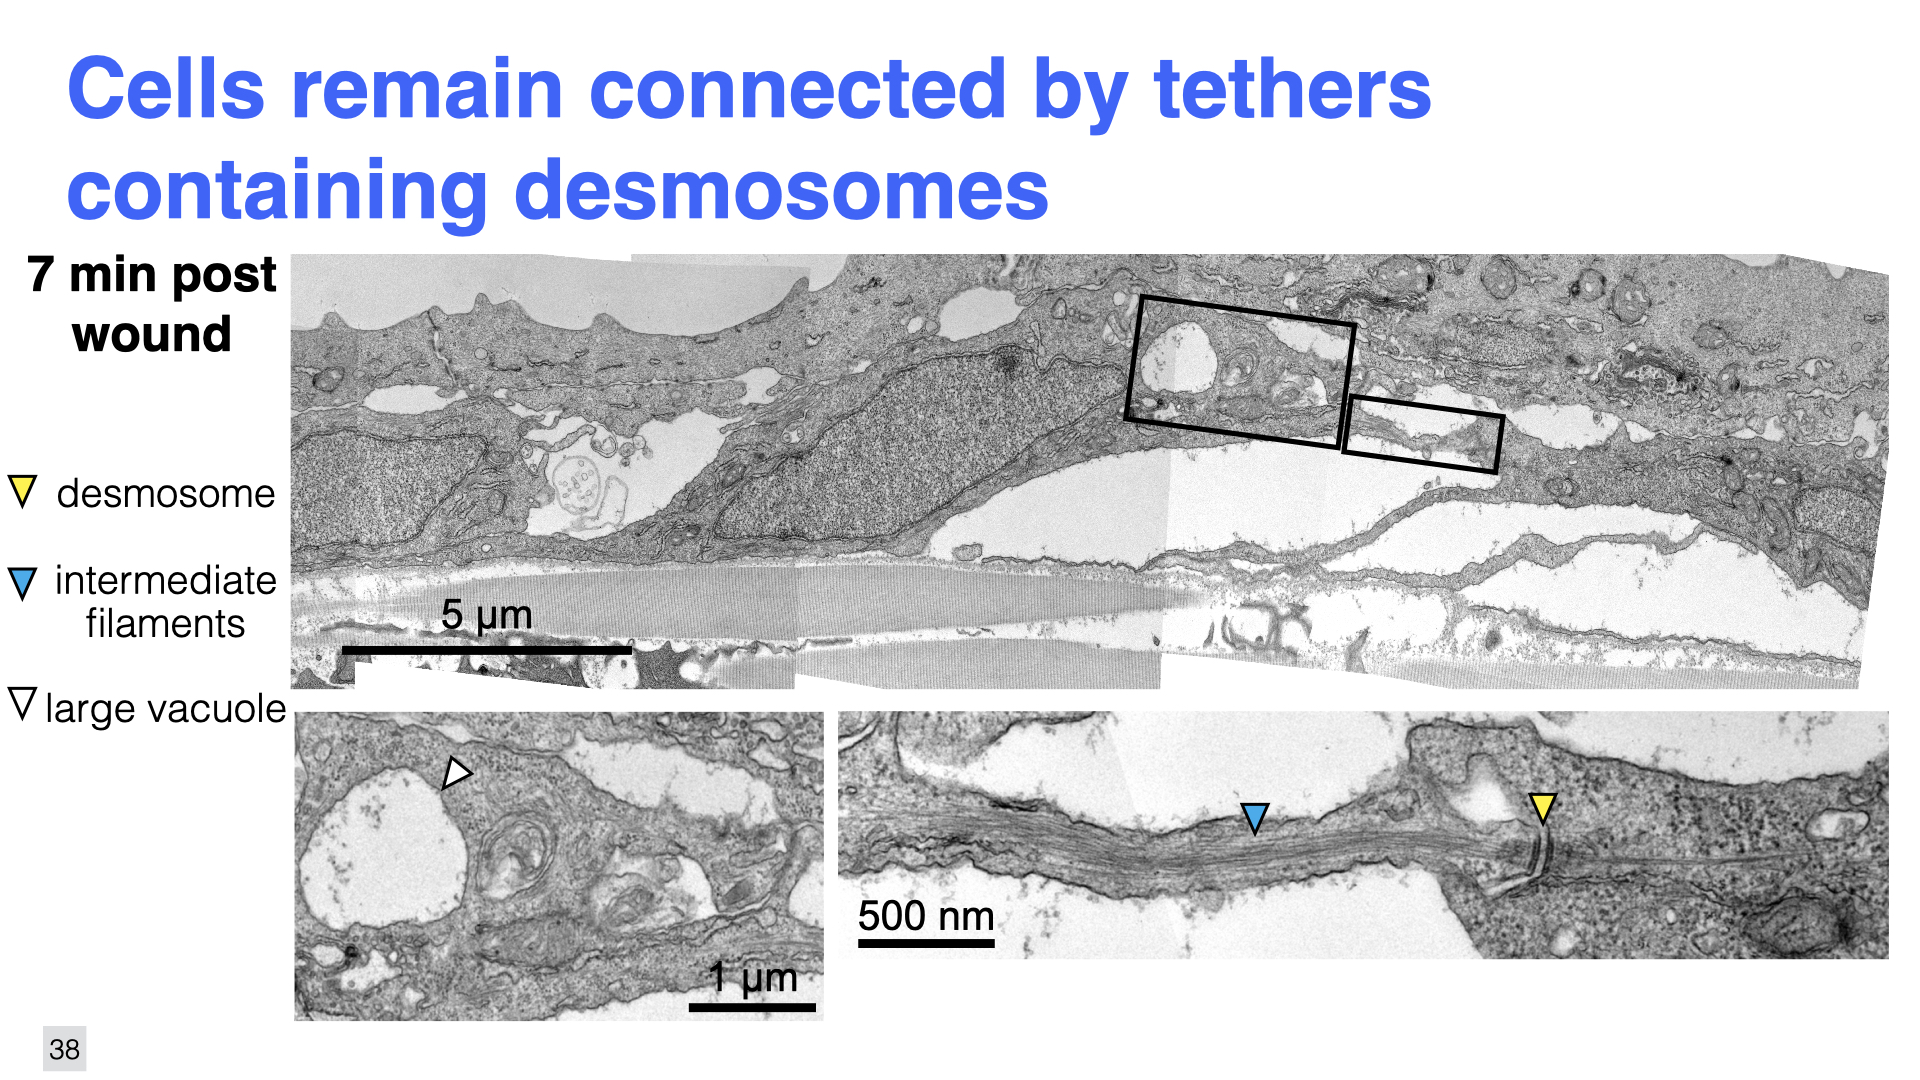 Cells remain connected by tethers
containing desmosomes
7 min post
wound
desmosome
intermediate
filaments
large vacuole
5 µm
1 µm
500 nm
38